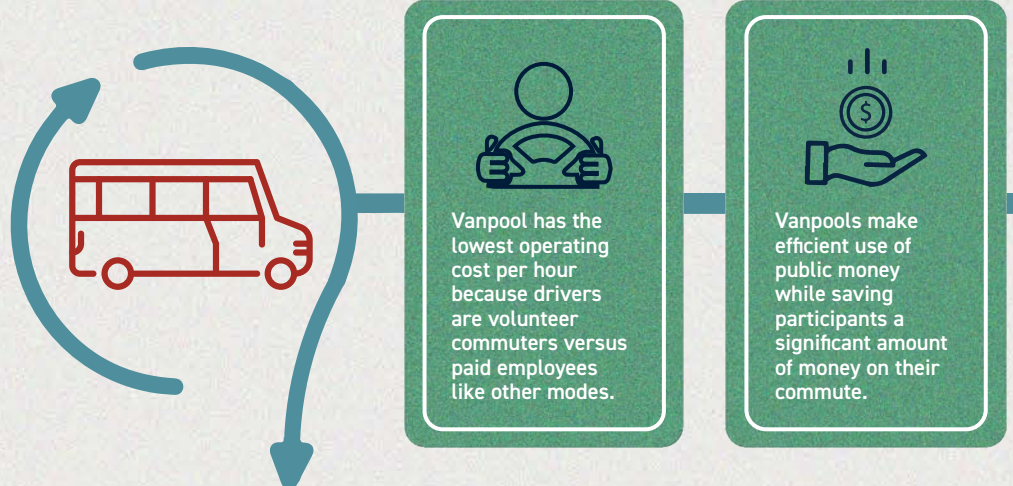 Vanpool has the
lowest operating
cost per hour
because drivers
are volunteer
commuters versus
paid employees
like other modes.
$
Vanpools make
efficient use of
public money
while saving
participants a
significant amount
of money on their
commute.